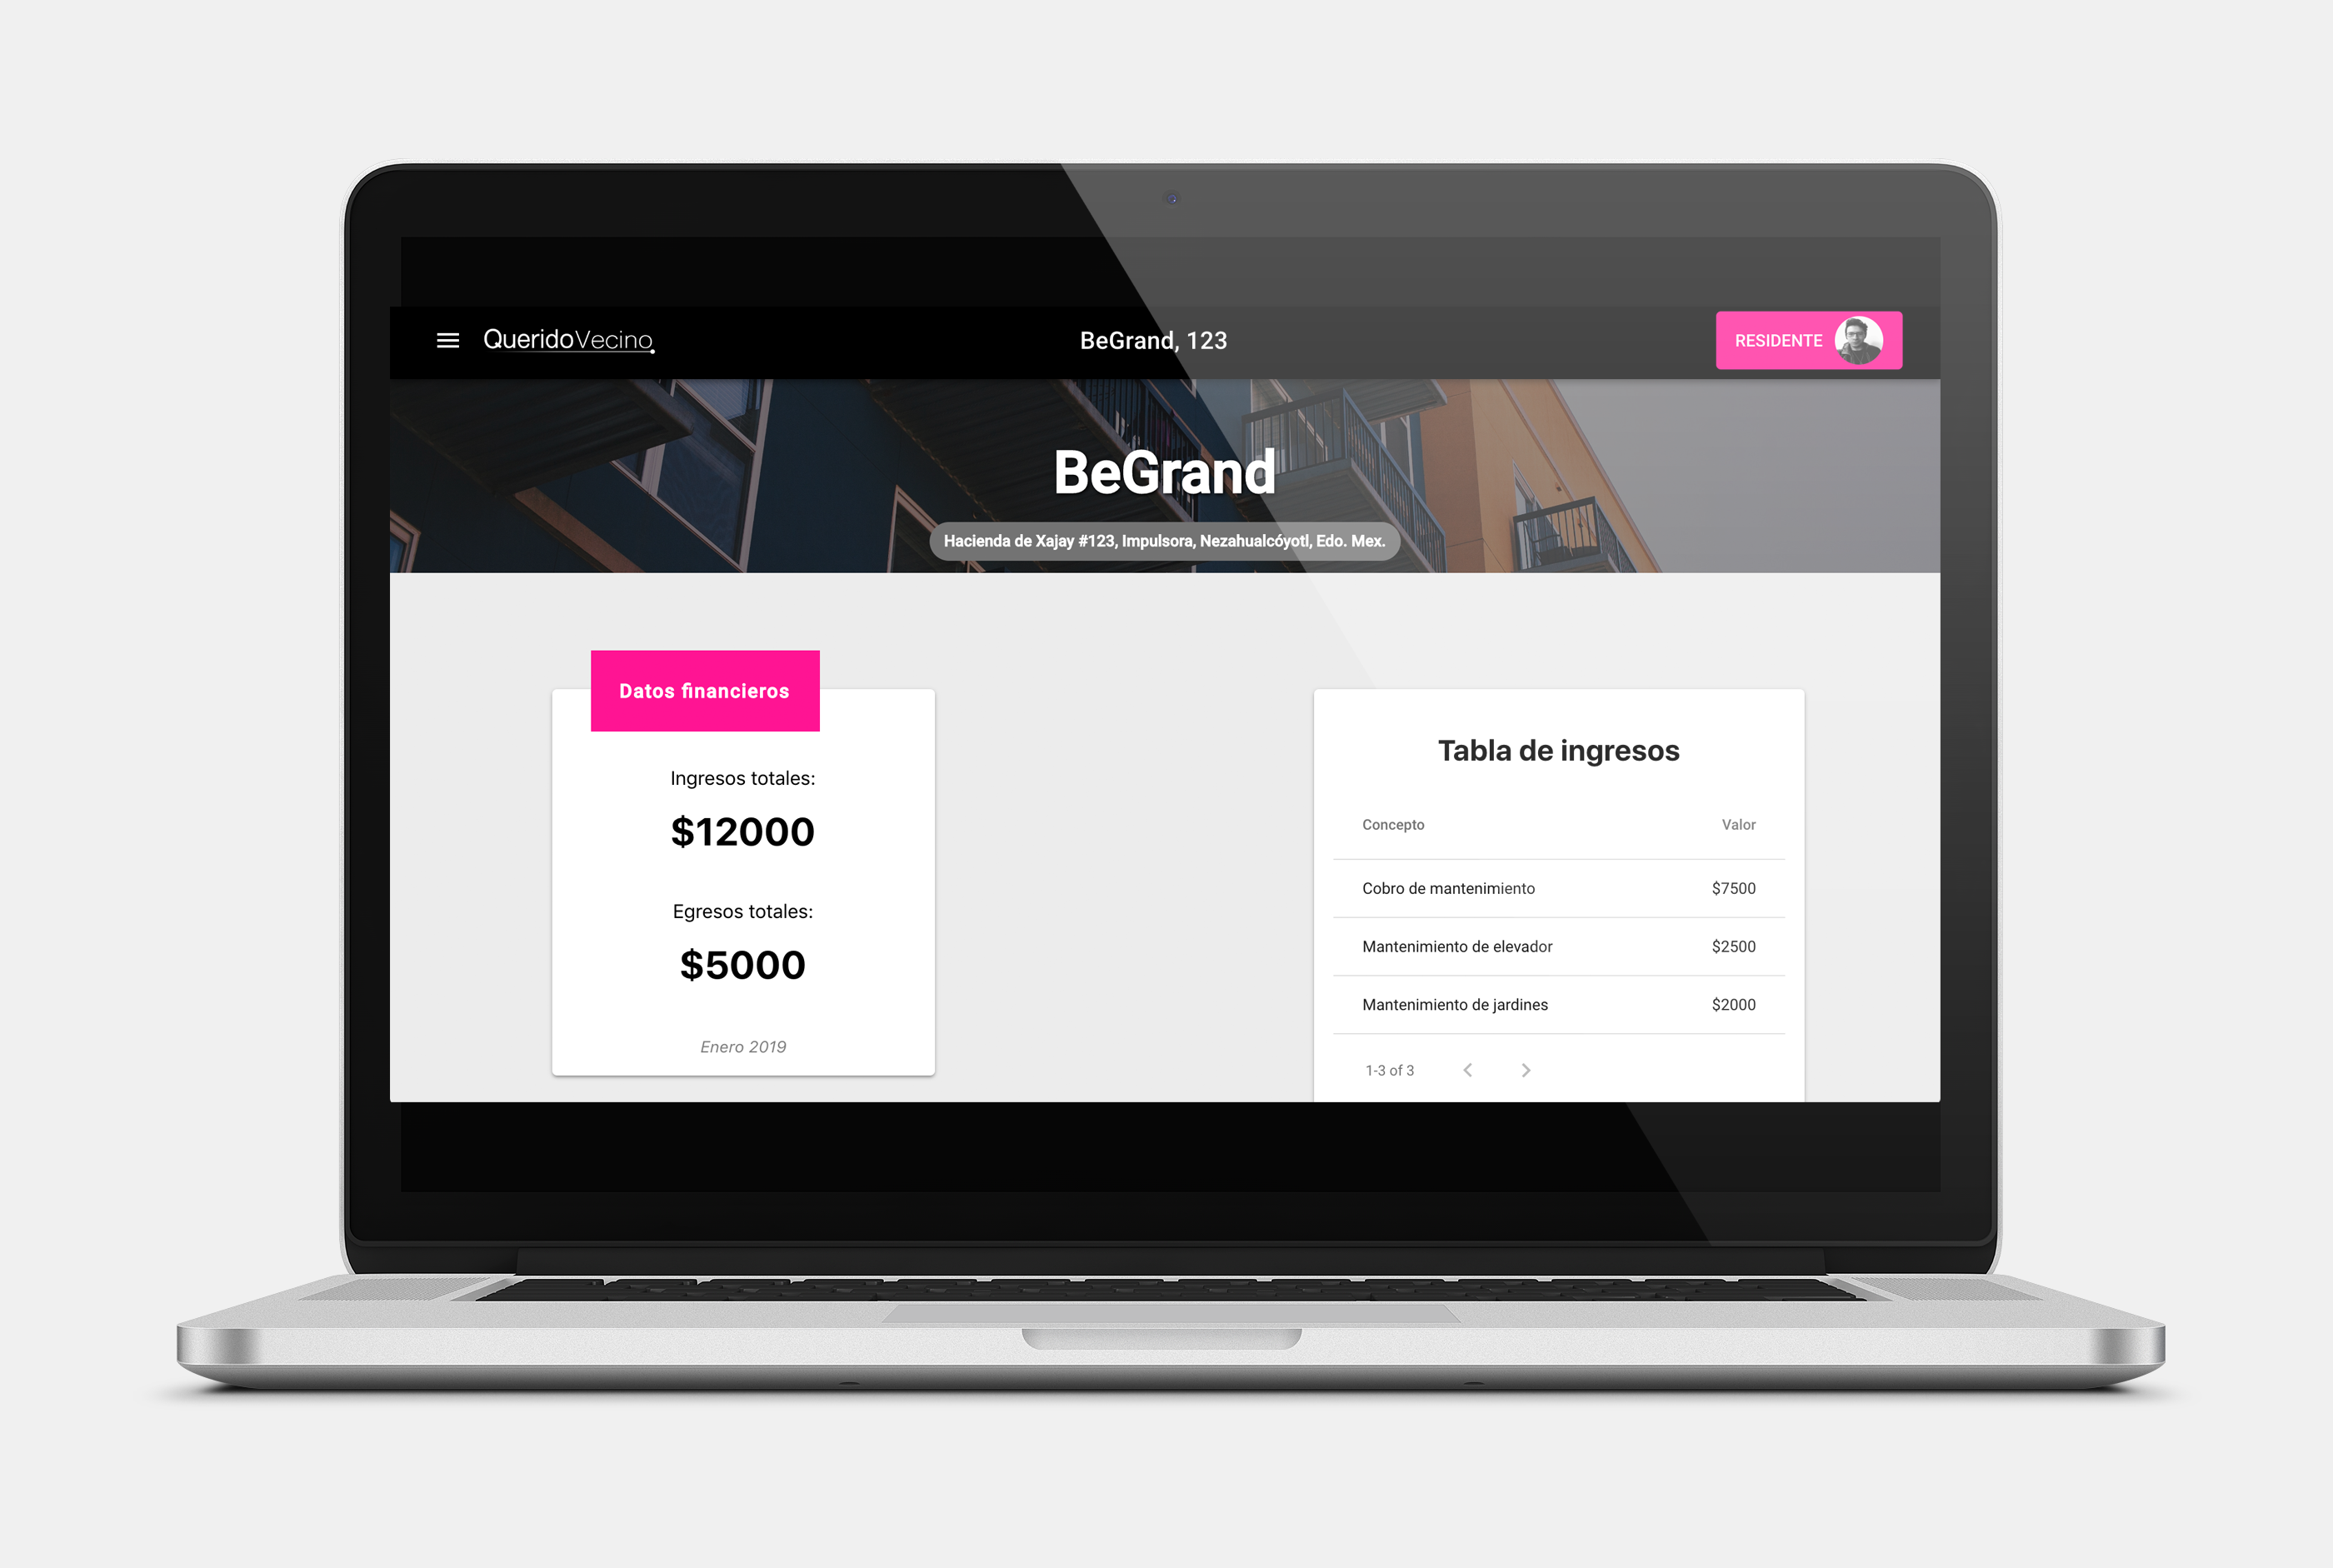 QueridoVecino
BeGrand, 123
RESIDENTE
BeGrand
Hacienda de Xajay #123, Impulsora, Nezahualcóyotl, Edo. Mex.
Datos financieros
Ingresos totales:
$12000
Egresos totales:
$5000
Enero 2019
Tabla de ingresos
Concepto Valor
Cobro de mantenimiento $7500
Mantenimiento de elevador $2500
Mantenimiento de jardines $2000
1-3 of 3